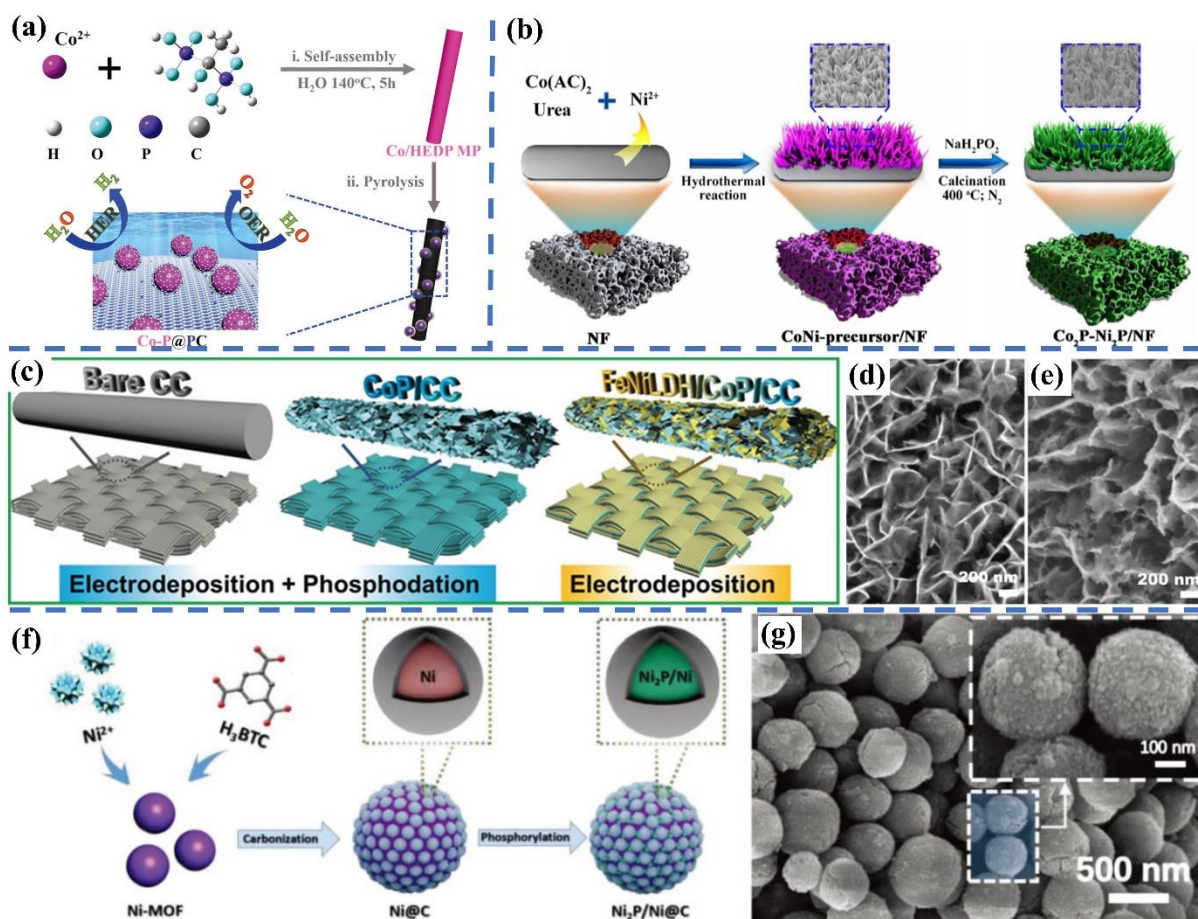 (a)
Co²⁺
+
i. Self-assembly
H₂O 140°C, 5h
H O P C
Co/HEDP MP
ii. Pyrolysis
H₂ O₂
H₂O HER OER H₂O
Co-P@PC
(b)
Co(AC)₂
Urea + Ni²⁺
Hydrothermal
reaction
NaH₂PO₂
Calcination
400 °C; N₂
NF
CoNi-precursor/NF
Co₂P-Ni₂P/NF
(c)
Bare CC
CoP/CC
FeNiLDH/CoP/CC
Electrodeposition + Phosphodation
Electrodeposition
(d)
200 nm
(e)
200 nm
(f)
Ni²⁺
H₃BTC
Ni
Ni₂P/Ni
Carbonization
Phosphorylation
Ni-MOF
Ni@C
Ni₂P/Ni@C
(g)
100 nm
500 nm